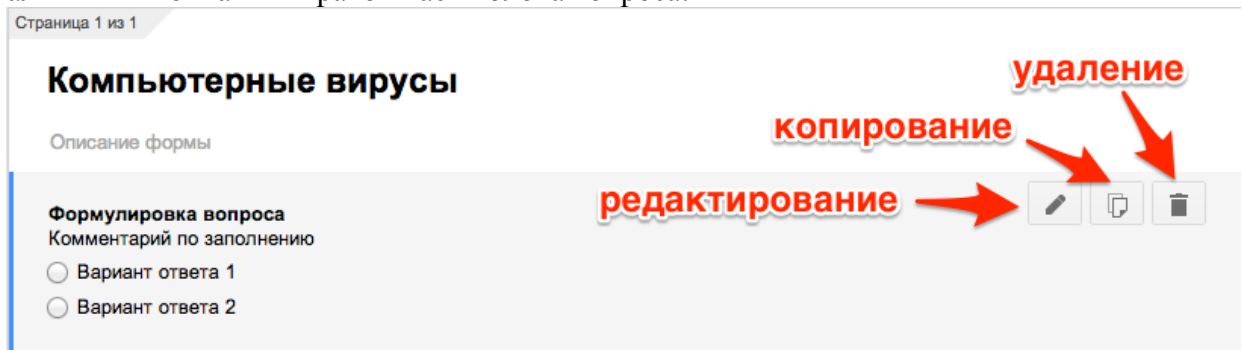 Страница 1 из 1
Компьютерные вирусы
удаление
копирование
Описание формы
редактирование
Формулировка вопроса
Комментарий по заполнению
Вариант ответа 1
Вариант ответа 2